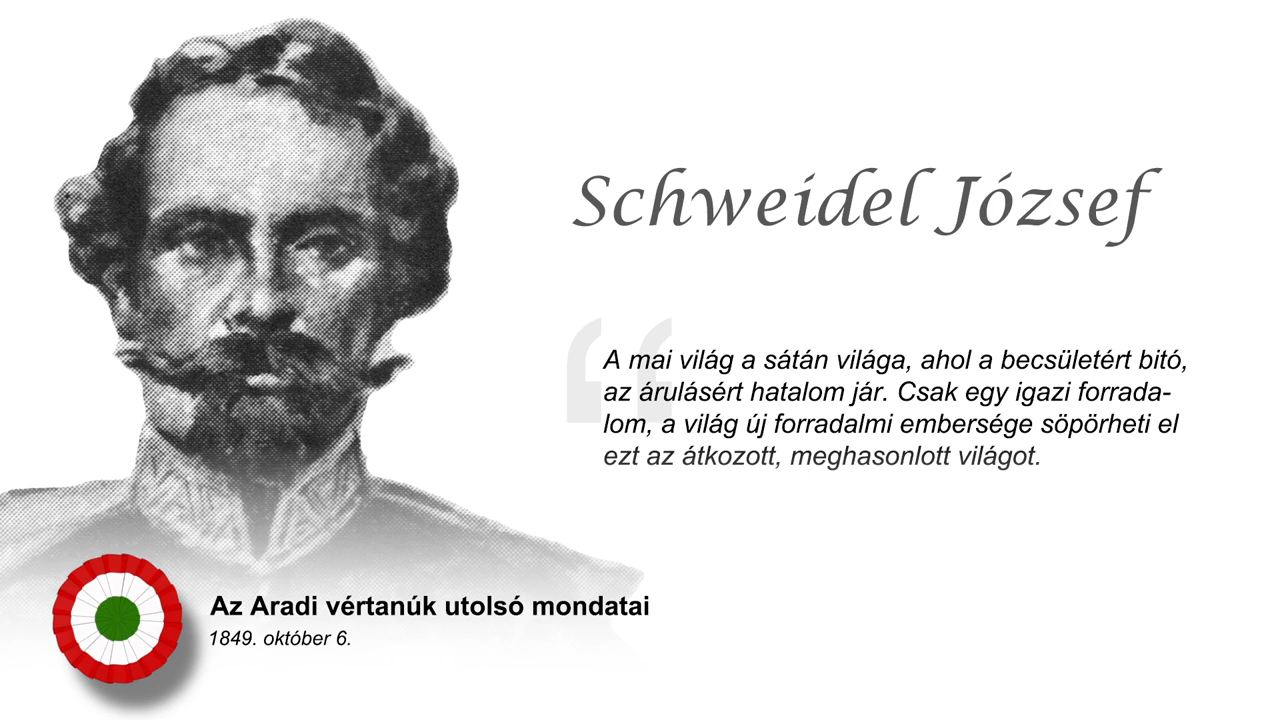 Schweidel József
“
A mai világ a sátán világa, ahol a becsületért bitó,
az árulásért hatalom jár. Csak egy igazi forrada-
lom, a világ új forradalmi embersége söpörheti el
ezt az átkozott, meghasonlott világot.
Az Aradi vértanúk utolsó mondatai
1849. október 6.